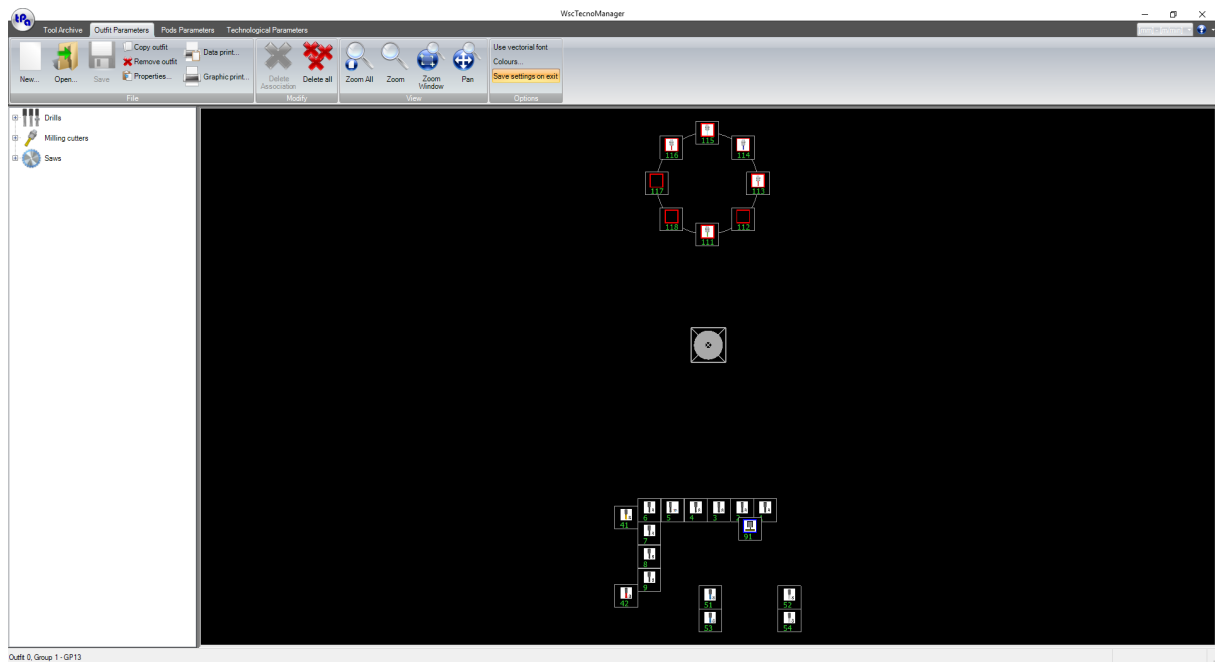 WscTecnoManager
tpa
Tool Archive Outfit Parameters Pods Parameters Technological Parameters
New... Open... Save
Copy outfit
Remove outfit
Properties...
Data print...
Graphic print...
File
Delete Association
Delete all
Modify
Zoom All Zoom Zoom Window Pan
View
Use vectorial font
Colours...
Save settings on exit
Options
Drills
Milling cutters
Saws
115
116 114
117 113
118 112
111
41 6 5 4 3 2 1
7 91
8
42 9
51 52
53 54
Outfit 0, Group 1 - GP13